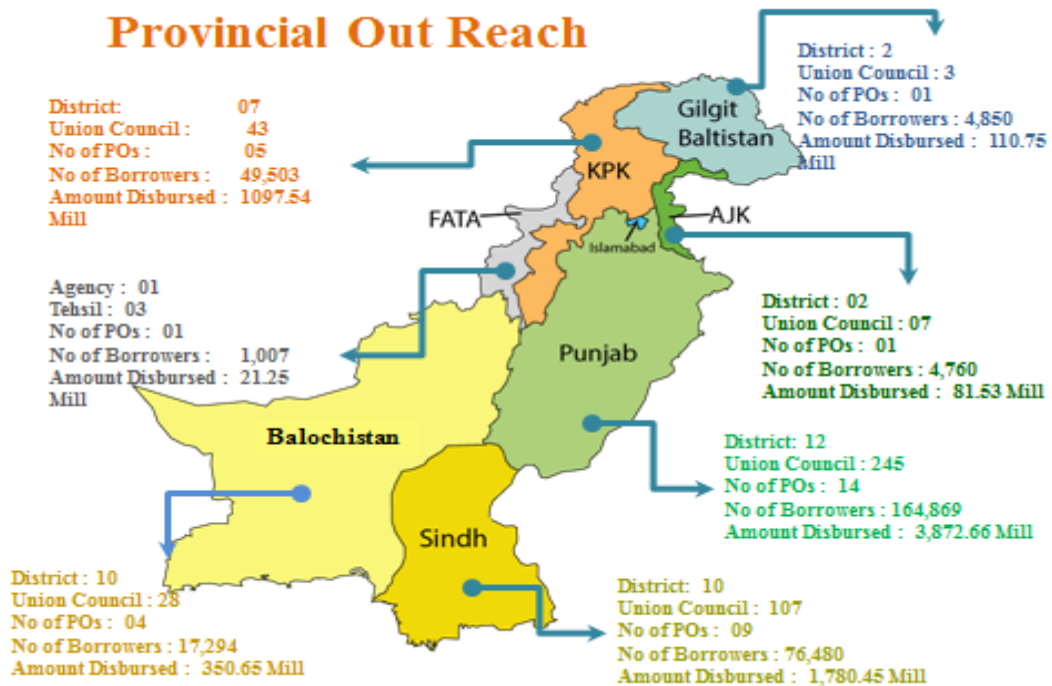 Provincial Out Reach
District: 07
Union Council : 43
No of POs : 05
No of Borrowers : 49,503
Amount Disbursed : 1097.54
Mill
District : 2
Union Council : 3
No of POs : 01
No of Borrowers : 4,850
Amount Disbursed : 110.75
Mill
Gilgit
Baltistan
KPK
FATA
AJK
Islamabad
Agency : 01
Tehsil : 03
No of POs : 01
No of Borrowers : 1,007
Amount Disbursed : 21.25
Mill
District : 02
Union Council : 07
No of POs : 01
No of Borrowers : 4,760
Amount Disbursed : 81.53 Mill
Punjab
Balochistan
District: 12
Union Council : 245
No of POs : 14
No of Borrowers : 164,869
Amount Disbursed : 3,872.66 Mill
Sindh
District : 10
Union Council : 28
No of POs : 04
No of Borrowers : 17,294
Amount Disbursed : 350.65 Mill
District: 10
Union Council : 107
No of POs : 09
No of Borrowers : 76,480
Amount Disbursed : 1,780.45 Mill